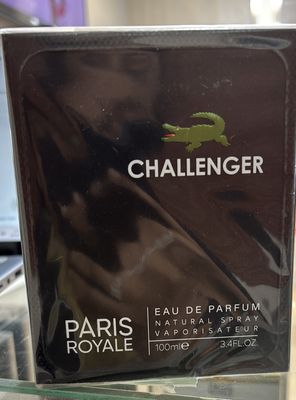 CHALLENGER
PARIS
ROYALE
EAU DE PARFUM
NATURAL SPRAY
VAPORISATEUR
100ml℮ 3.4FL.OZ.